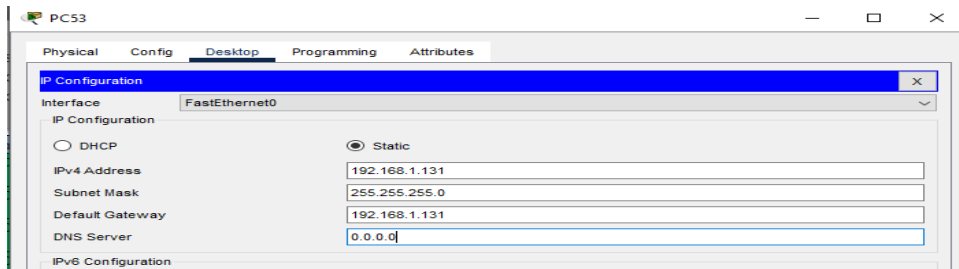 PC53
Physical Config Desktop Programming Attributes
IP Configuration X
Interface FastEthernet0
IP Configuration
DHCP Static
IPv4 Address 192.168.1.131
Subnet Mask 255.255.255.0
Default Gateway 192.168.1.131
DNS Server 0.0.0.0
IPv6 Configuration